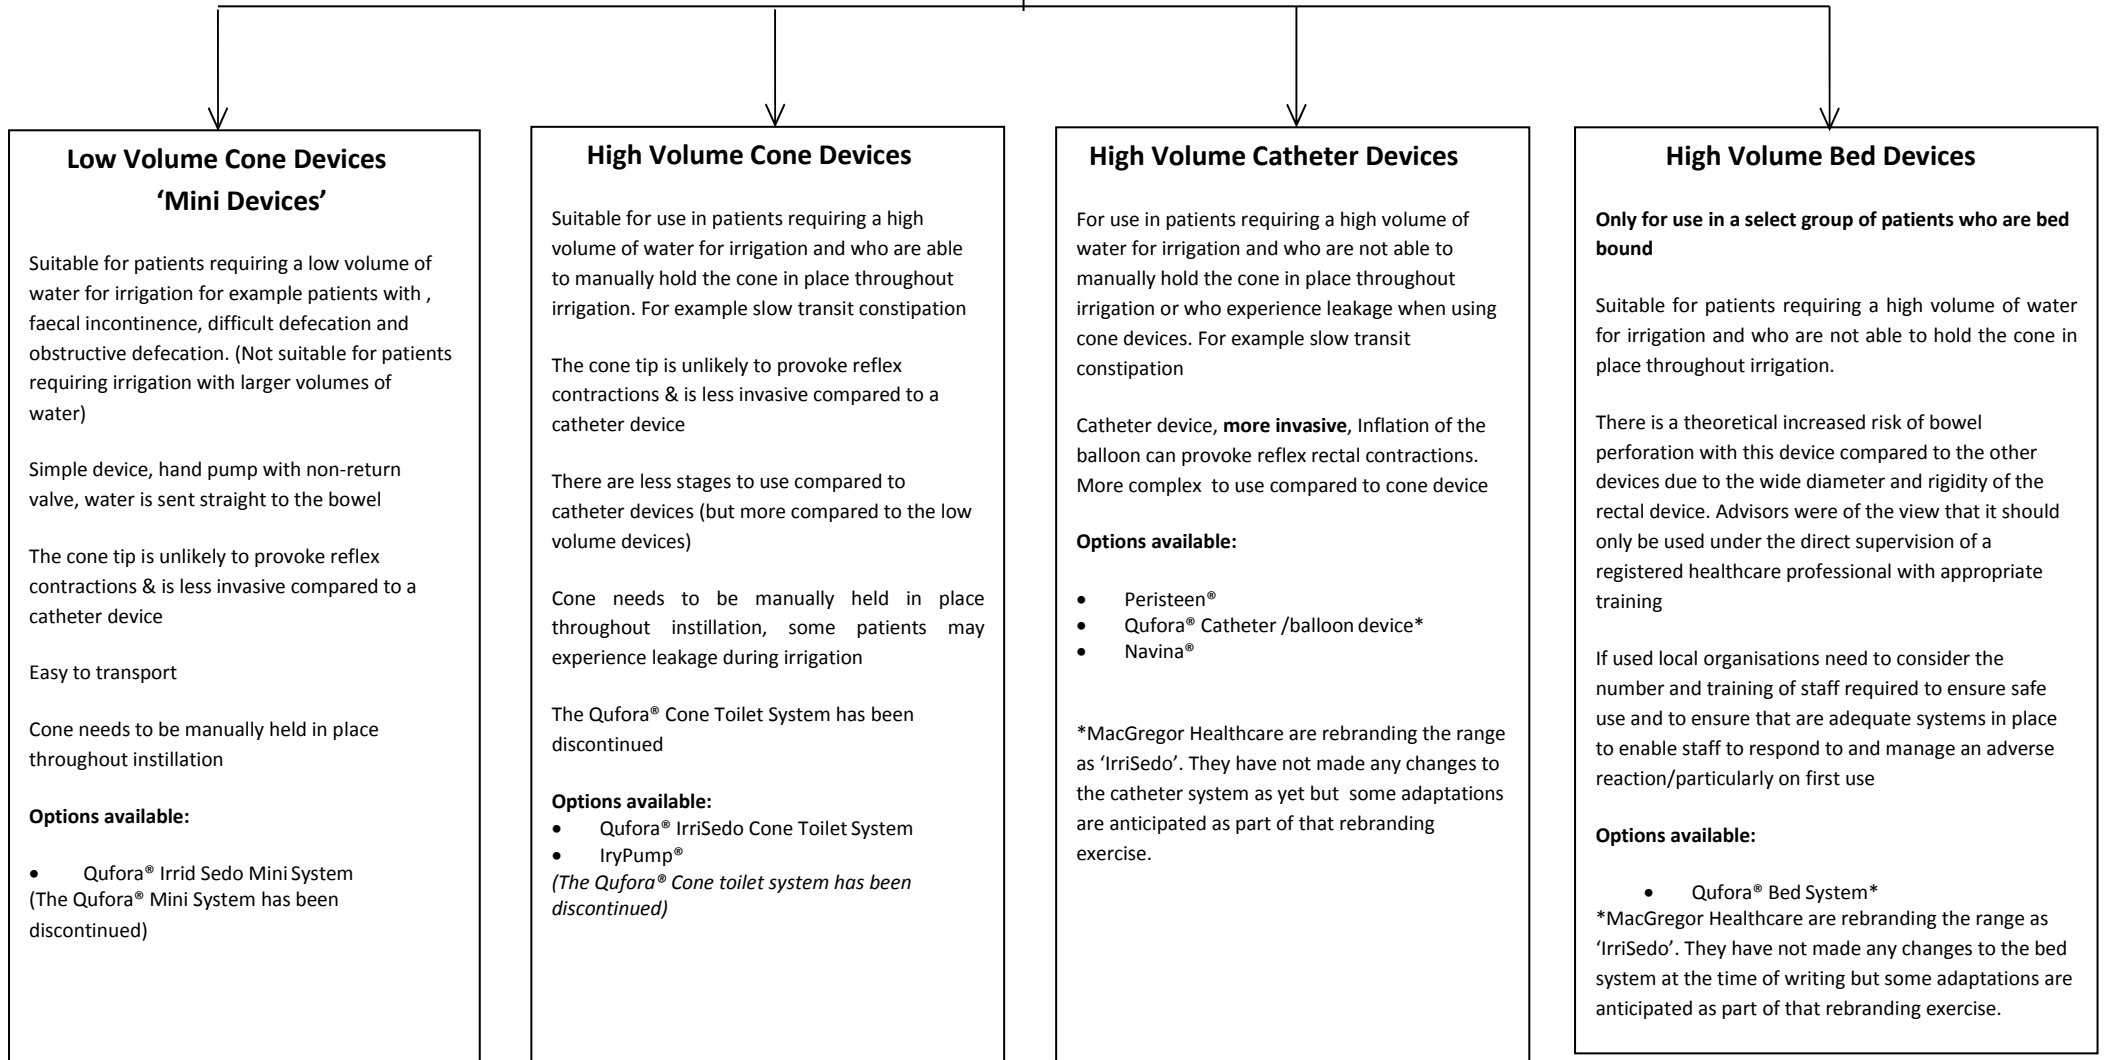 Low Volume Cone Devices
‘Mini Devices’
Suitable for patients requiring a low volume of
water for irrigation for example patients with ,
faecal incontinence, difficult defecation and
obstructive defecation. (Not suitable for patients
requiring irrigation with larger volumes of
water)
Simple device, hand pump with non-return
valve, water is sent straight to the bowel
The cone tip is unlikely to provoke reflex
contractions & is less invasive compared to a
catheter device
Easy to transport
Cone needs to be manually held in place
throughout instillation
Options available:
• Qufora® Irrid Sedo Mini System
(The Qufora® Mini System has been
discontinued)
High Volume Cone Devices
Suitable for use in patients requiring a high
volume of water for irrigation and who are able
to manually hold the cone in place throughout
irrigation. For example slow transit constipation
The cone tip is unlikely to provoke reflex
contractions & is less invasive compared to a
catheter device
There are less stages to use compared to
catheter devices (but more compared to the low
volume devices)
Cone needs to be manually held in place
throughout instillation, some patients may
experience leakage during irrigation
The Qufora® Cone Toilet System has been
discontinued
Options available:
• Qufora® IrriSedo Cone Toilet System
• IryPump®
(The Qufora® Cone toilet system has been
discontinued)
High Volume Catheter Devices
For use in patients requiring a high volume of
water for irrigation and who are not able to
manually hold the cone in place throughout
irrigation or who experience leakage when using
cone devices. For example slow transit
constipation
Catheter device, more invasive, Inflation of the
balloon can provoke reflex rectal contractions.
More complex to use compared to cone device
Options available:
• Peristeen®
• Qufora® Catheter /balloon device*
• Navina®
*MacGregor Healthcare are rebranding the range
as ‘IrriSedo’. They have not made any changes to
the catheter system as yet but some adaptations
are anticipated as part of that rebranding
exercise.
High Volume Bed Devices
Only for use in a select group of patients who are bed
bound
Suitable for patients requiring a high volume of water
for irrigation and who are not able to hold the cone in
place throughout irrigation.
There is a theoretical increased risk of bowel
perforation with this device compared to the other
devices due to the wide diameter and rigidity of the
rectal device. Advisors were of the view that it should
only be used under the direct supervision of a
registered healthcare professional with appropriate
training
If used local organisations need to consider the
number and training of staff required to ensure safe
use and to ensure that are adequate systems in place
to enable staff to respond to and manage an adverse
reaction/particularly on first use
Options available:
• Qufora® Bed System*
*MacGregor Healthcare are rebranding the range as
‘IrriSedo’. They have not made any changes to the bed
system at the time of writing but some adaptations are
anticipated as part of that rebranding exercise.